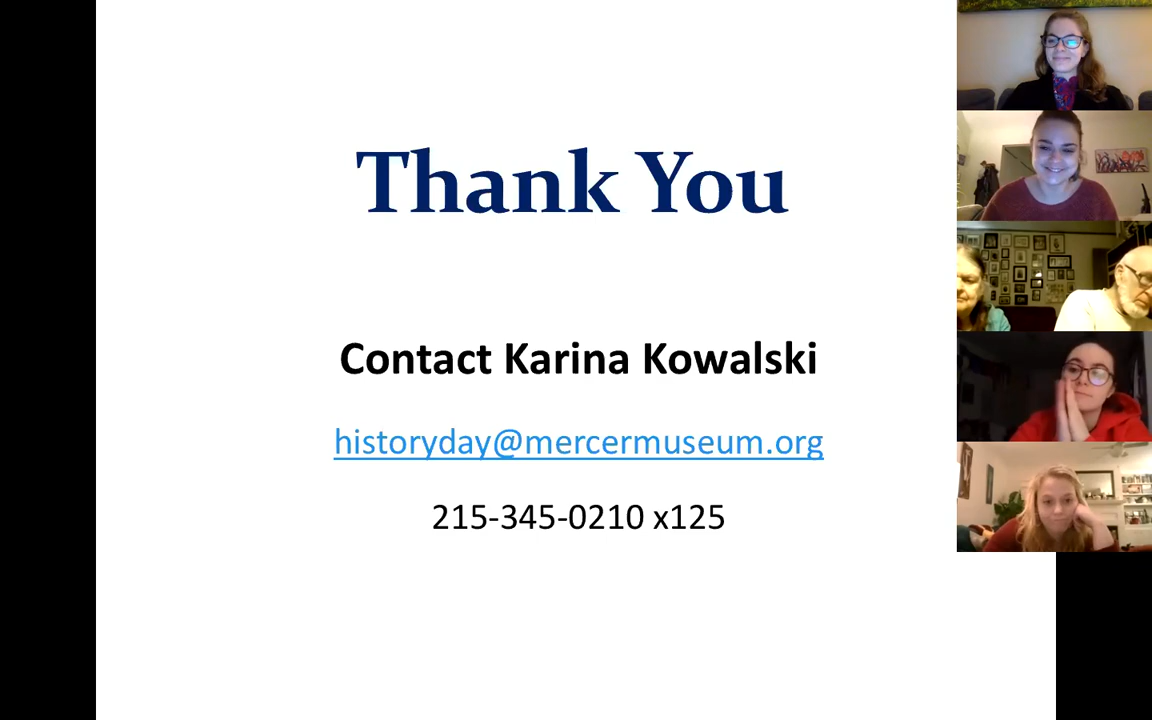 Thank You
Contact Karina Kowalski
historyday@mercermuseum.org
215-345-0210 x125